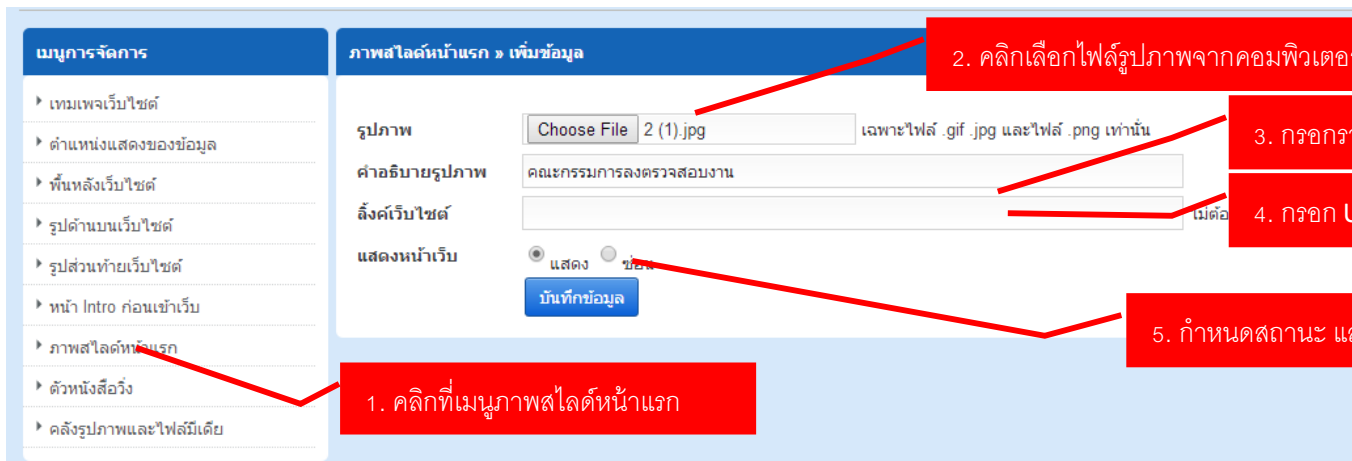 เมนูการจัดการ
เทมเพจเว็บไซต์
ตำแหน่งแสดงของข้อมูล
พื้นหลังเว็บไซต์
รูปด้านบนเว็บไซต์
รูปส่วนท้ายเว็บไซต์
หน้า Intro ก่อนเข้าเว็บ
ภาพสไลด์หน้าแรก
ตัวหนังสือวิ่ง
คลังรูปภาพและไฟล์มีเดีย
ภาพสไลด์หน้าแรก » เพิ่มข้อมูล
2. คลิกเลือกไฟล์รูปภาพจากคอมพิวเตอร
รูปภาพ Choose File 2 (1).jpg เฉพาะไฟล์ .gif .jpg และไฟล์ .png เท่านั้น
3. กรอกรา
คำอธิบายรูปภาพ คณะกรรมการลงตรวจสอบงาน
ลิ้งค์เว็บไซต์ ไม่ต้อ
4. กรอก U
แสดงหน้าเว็บ แสดง ซ่อน
บันทึกข้อมูล
5. กำหนดสถานะ แส
1. คลิกที่เมนูภาพสไลด์หน้าแรก